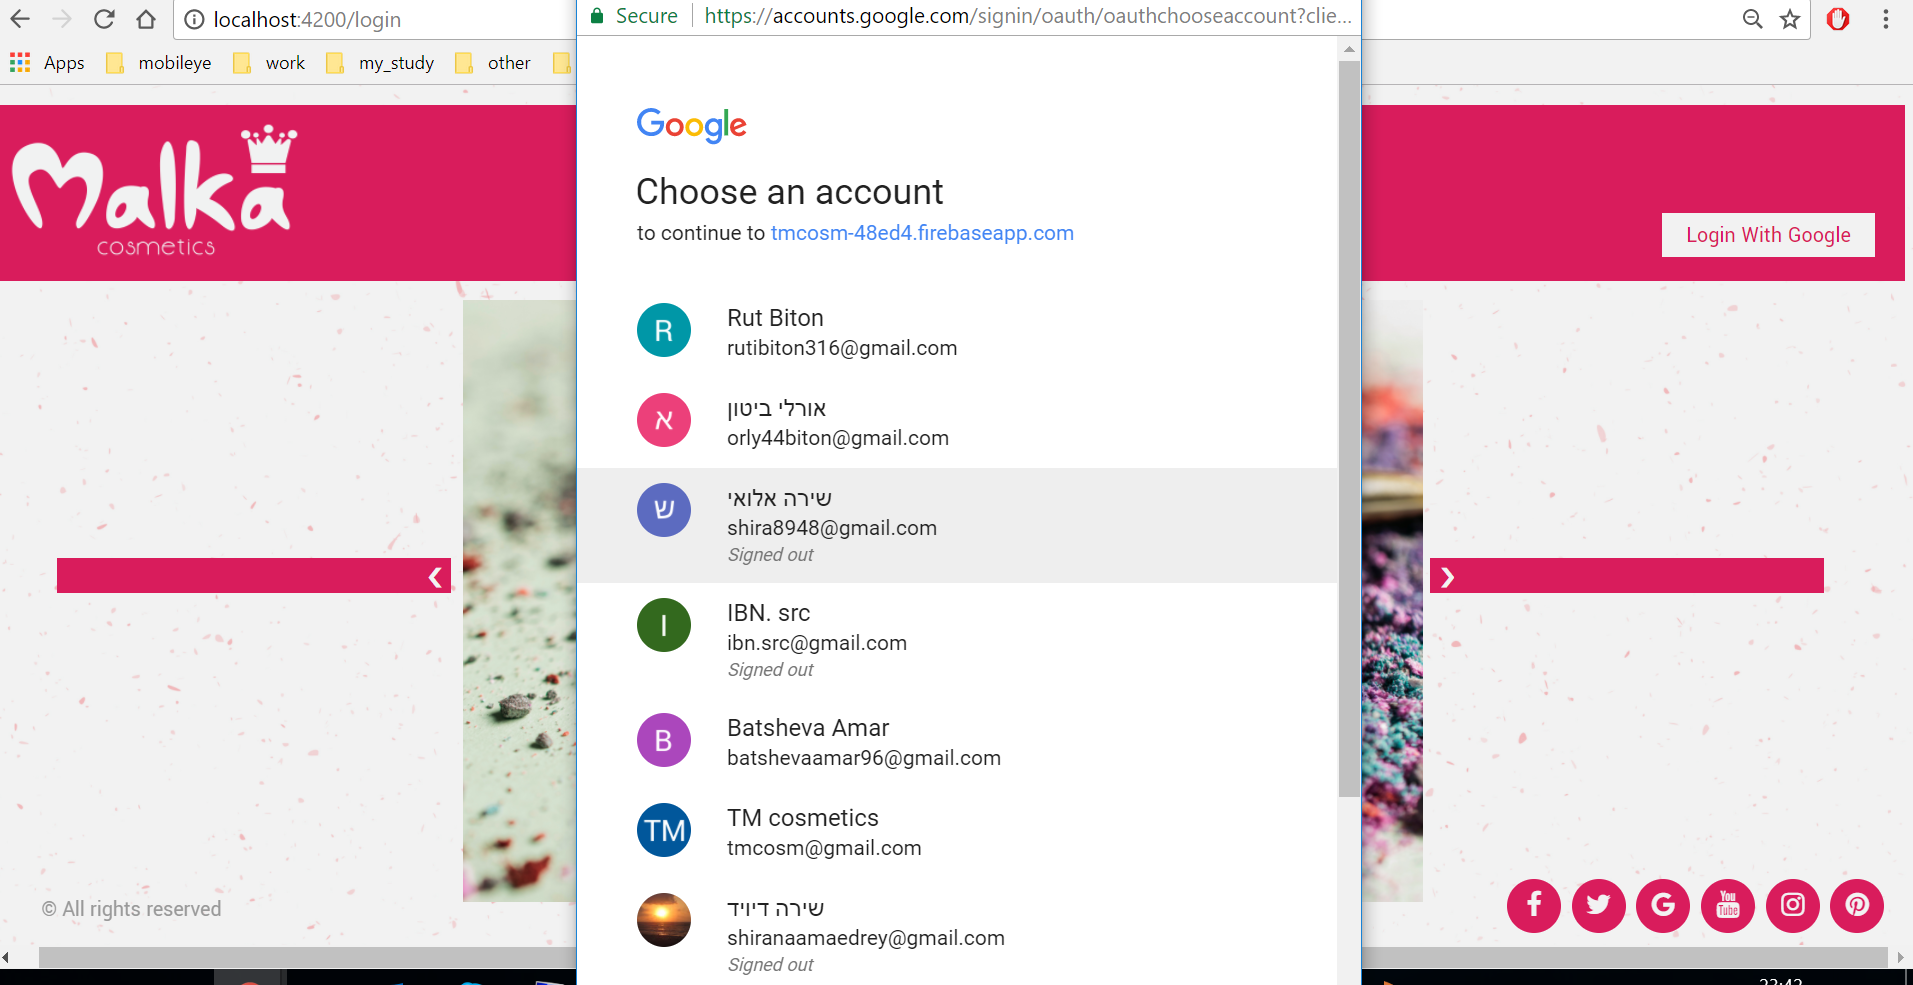 localhost:4200/login
Secure
https://accounts.google.com/signin/oauth/oauthchooseaccount?clie...
Apps
mobileye
work
my_study
other
Malka
cosmetics
Login With Google
Google
Choose an account
to continue to tmcosm-48ed4.firebaseapp.com
R
Rut Biton
rutibiton316@gmail.com
א
אורלי ביטון
orly44biton@gmail.com
ש
שירה אלואי
shira8948@gmail.com
Signed out
I
IBN. src
ibn.src@gmail.com
Signed out
B
Batsheva Amar
batshevaamar96@gmail.com
TM
TM cosmetics
tmcosm@gmail.com
שירה דיויד
shiranaamaedrey@gmail.com
Signed out
© All rights reserved
You
Tube